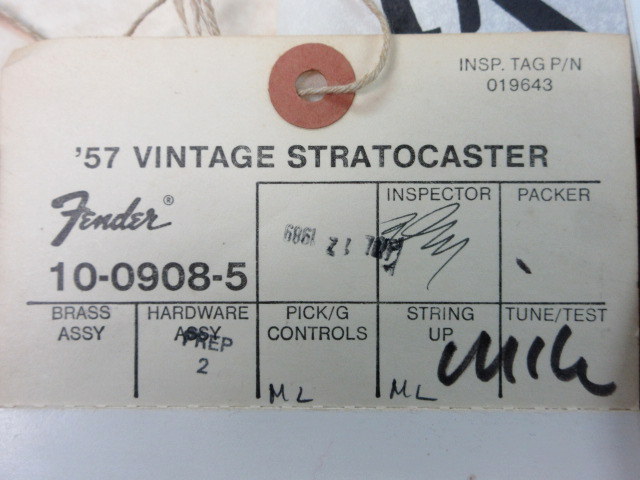 INSP. TAG P/N
019643
'57 VINTAGE STRATOCASTER
Fender®
10-0908-5
INSPECTOR
PACKER
BRASS
ASSY
HARDWARE
ASSY
PREP
2
PICK/G
CONTROLS
ML
STRING
UP
ML
TUNE/TEST